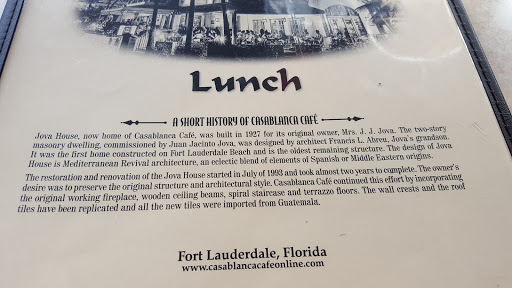 Lunch
A SHORT HISTORY OF CASABLANCA CAFÉ
Jova House, now home of Casablanca Café, was built in 1927 for its original owner, Mrs. J. J. Jova. The two-story
masonry dwelling, commissioned by Juan Jacinto Jova, was designed by architect Francis L. Abreu, Jova's grandson.
It was the first home constructed on Fort Lauderdale Beach and is the oldest remaining structure. The design of Jova
House is Mediterranean Revival architecture, an eclectic blend of elements of Spanish or Middle Eastern origins.
The restoration and renovation of the Jova House started in July of 1993 and took almost two years to complete. The owner's
desire was to preserve the original structure and architectural style. Casablanca Café continued this effort by incorporating
the original working fireplace, wooden ceiling beams, spiral staircase and terrazzo floors. The wall crests and the roof
tiles have been replicated and all the new tiles were imported from Guatemala.
Fort Lauderdale, Florida
www.casablancacafeonline.com